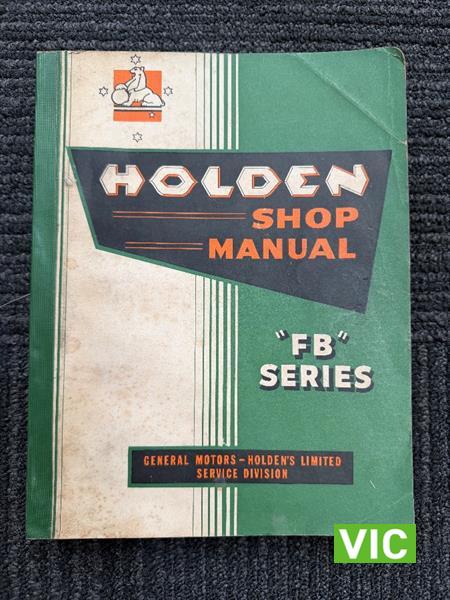 HOLDEN
SHOP
MANUAL
"FB"
SERIES
GENERAL MOTORS – HOLDEN'S LIMITED
SERVICE DIVISION
VIC